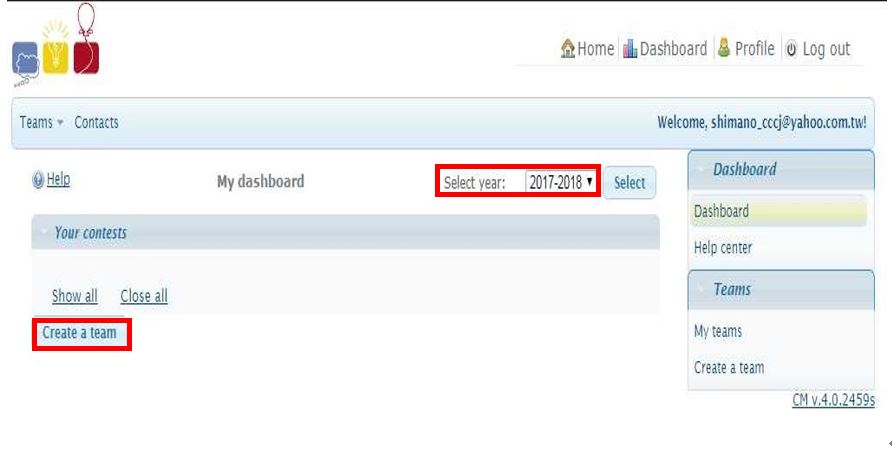 Home Dashboard Profile Log out
Teams Contacts Welcome, shimano_cccj@yahoo.com.tw!
Help My dashboard Select year: 2017-2018 Select
Your contests
Show all Close all
Create a team
Dashboard
Dashboard
Help center
Teams
My teams
Create a team
CM v.4.0.2459s